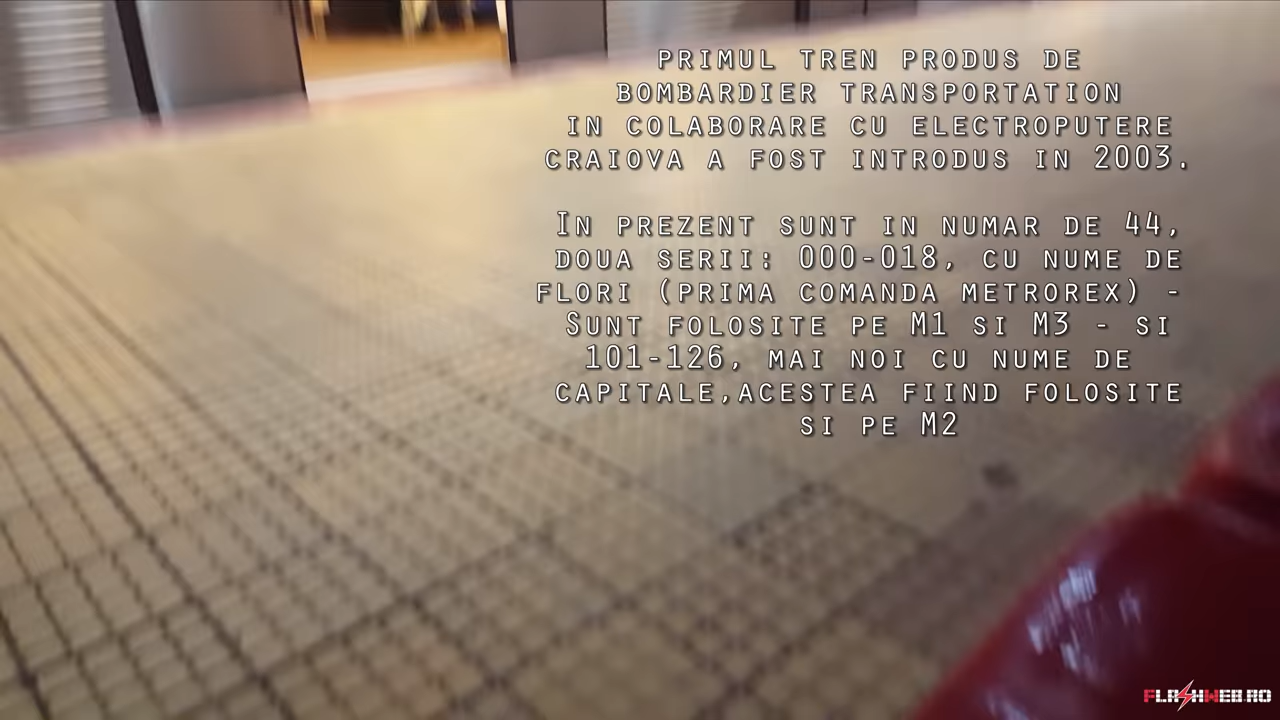 PRIMUL TREN PRODUS DE
BOMBARDIER TRANSPORTATION
IN COLABORARE CU ELECTROPUTERE
CRAIOVA A FOST INTRODUS IN 2003.
IN PREZENT SUNT IN NUMAR DE 44,
DOUA SERII: 000-018, CU NUME DE
FLORI (PRIMA COMANDA METROREX) -
SUNT FOLOSITE PE M1 SI M3 - SI
101-126, MAI NOI CU NUME DE
CAPITALE,ACESTEA FIIND FOLOSITE
SI PE M2
FLASHWEB.RO